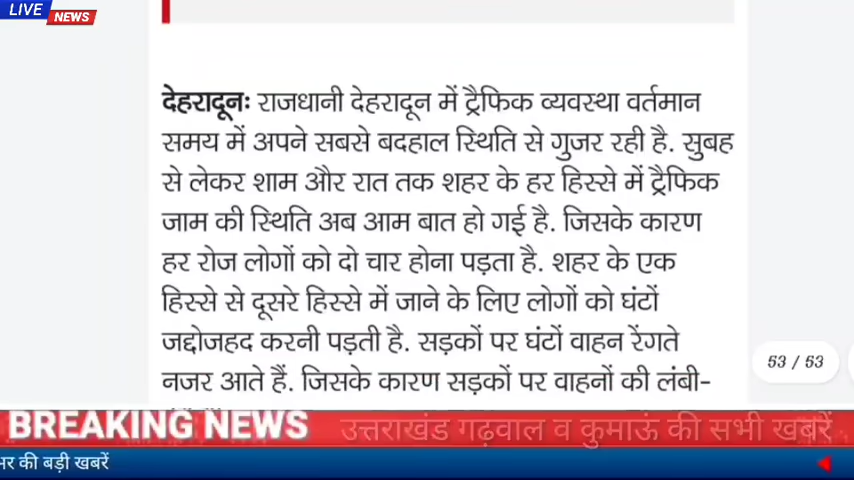 LIVE
NEWS
देहरादूनः राजधानी देहरादून में ट्रैफिक व्यवस्था वर्तमान
समय में अपने सबसे बदहाल स्थिति से गुजर रही है. सुबह
से लेकर शाम और रात तक शहर के हर हिस्से में ट्रैफिक
जाम की स्थिति अब आम बात हो गई है. जिसके कारण
हर रोज लोगों को दो चार होना पड़ता है. शहर के एक
हिस्से से दूसरे हिस्से में जाने के लिए लोगों को घंटों
जद्दोजहद करनी पड़ती है. सड़कों पर घंटों वाहन रेंगते
नजर आते हैं. जिसके कारण सड़कों पर वाहनों की लंबी-
53 / 53
BREAKING NEWS
उत्तराखंड गढ़वाल व कुमाऊं की सभी खबरें
की बड़ी खबरें